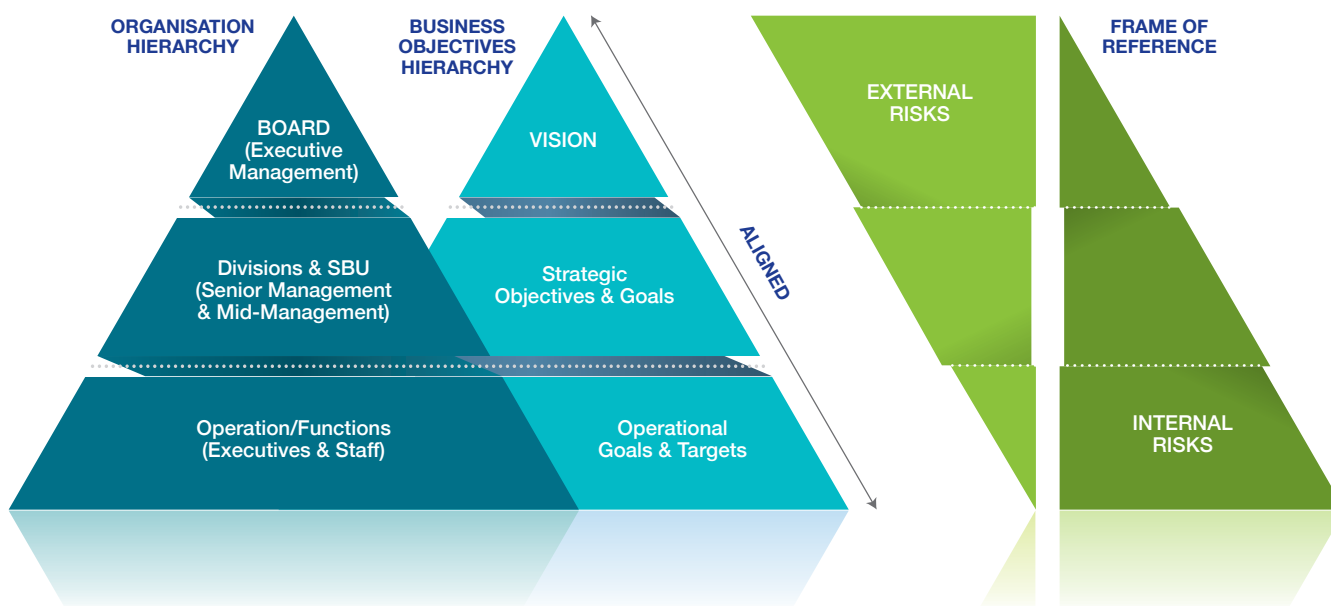 ORGANISATION
HIERARCHY
BUSINESS
OBJECTIVES
HIERARCHY
FRAME OF
REFERENCE
BOARD
(Executive
Management)
VISION
EXTERNAL
RISKS
Divisions & SBU
(Senior Management
& Mid-Management)
Strategic
Objectives & Goals
ALIGNED
Operation/Functions
(Executives & Staff)
Operational
Goals & Targets
INTERNAL
RISKS